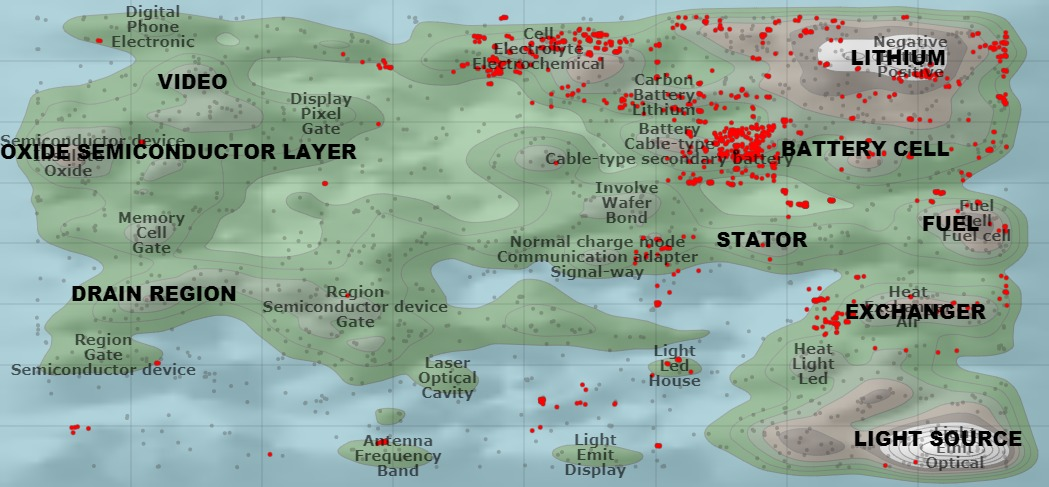 Digital
Phone
Electronic
Cell
Electrolyte
Electrochemical
Negative
LITHIUM
Positive
VIDEO
Display
Pixel
Gate
Carbon
Battery
Lithium
Semiconductor device
OXIDE SEMICONDUCTOR LAYER
Oxide
Battery
Cable-type
Cable-type secondary battery
BATTERY CELL
Involve
Wafer
Bond
Memory
Cell
Gate
Fuel
Cell
Fuel cell
FUEL
Normal charge mode
Communication adapter
Signal-way
STATOR
DRAIN REGION
Region
Semiconductor device
Gate
Heat
EXCHANGER
Air
Region
Gate
Semiconductor device
Laser
Optical
Cavity
Light
Led
House
Heat
Light
Led
Antenna
Frequency
Band
Light
Emit
Display
LIGHT SOURCE
Emit
Optical